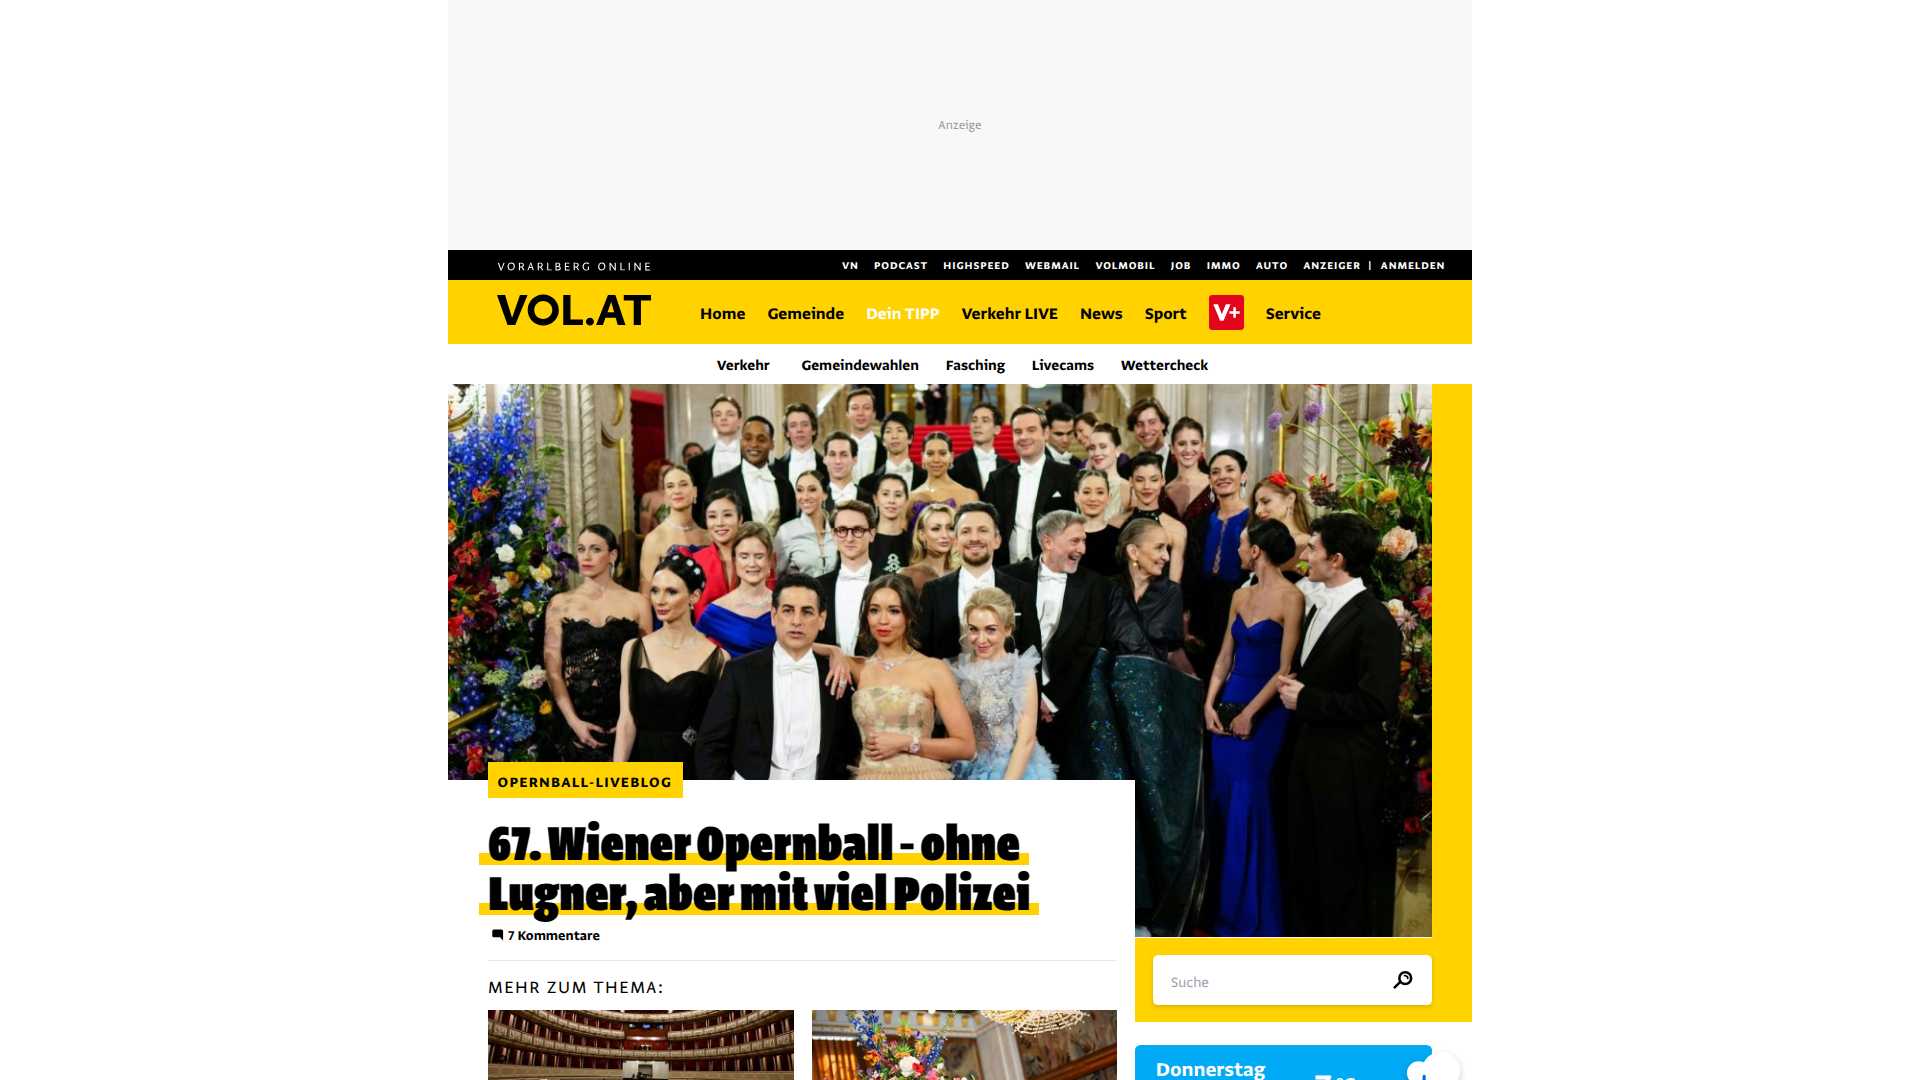 Anzeige
VORARLBERG ONLINE
VN PODCAST HIGHSPEED WEBMAIL VOLMOBIL JOB IMMO AUTO ANZEIGER | ANMELDEN
VOL.AT
Home Gemeinde Dein TIPP Verkehr LIVE News Sport V+ Service
Verkehr Gemeindewahlen Fasching Livecams Wettercheck
OPERNBALL-LIVEBLOG
67. Wiener Opernball – ohne
Lugner, aber mit viel Polizei
7 Kommentare
Suche
MEHR ZUM THEMA:
Donnerstag